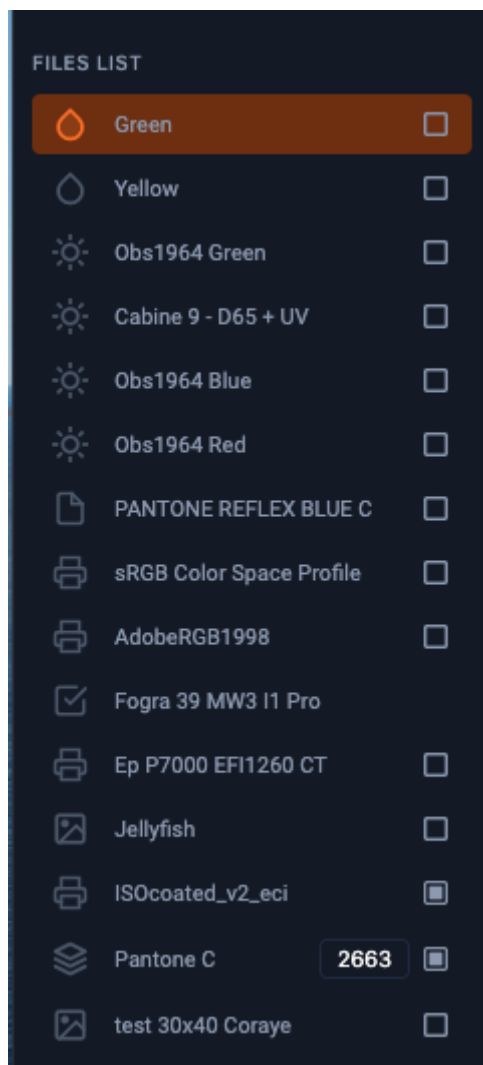 FILES LIST
Green
Yellow
Obs1964 Green
Cabine 9 - D65 + UV
Obs1964 Blue
Obs1964 Red
PANTONE REFLEX BLUE C
sRGB Color Space Profile
AdobeRGB1998
Fogra 39 MW3 I1 Pro
Ep P7000 EFI1260 CT
Jellyfish
ISOcoated_v2_eci
Pantone C 2663
test 30x40 Coraye